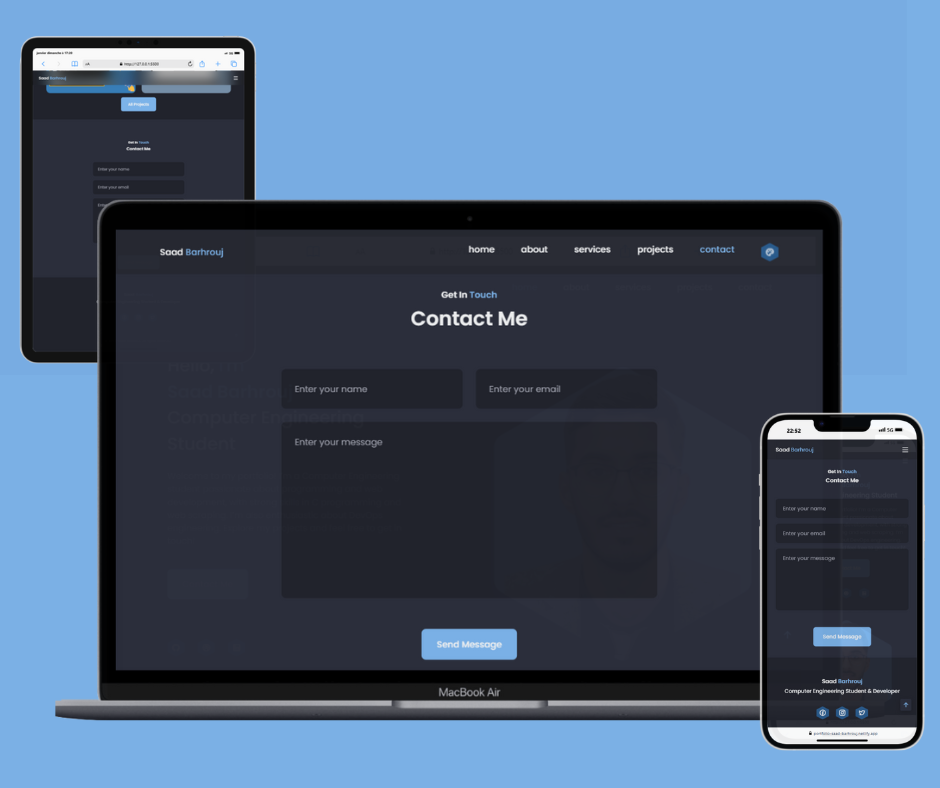 http://127.0.0.1:5500
Saad Barhrouj
All Projects
Get In Touch
Contact Me
Enter your name
Enter your email
Saad Barhrouj
home about services projects contact
Get In Touch
Contact Me
Enter your name
Enter your email
Enter your message
Send Message
MacBook Air
Computer Engineering
Student
22:52
5G
Saad Barhrouj
Get In Touch
Contact Me
Enter your name
Enter your email
Enter your message
Send Message
Saad Barhrouj
Computer Engineering Student & Developer